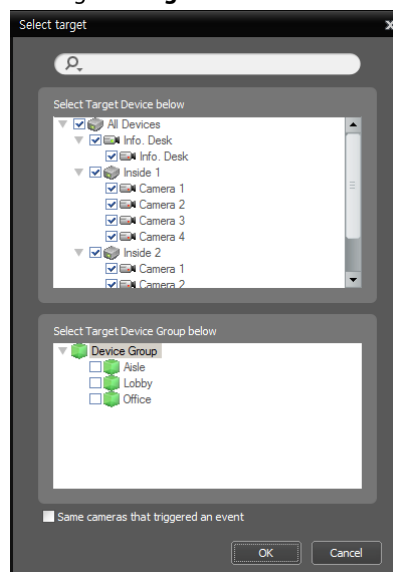 Select target
Select Target Device below
All Devices
Info. Desk
Info. Desk
Inside 1
Camera 1
Camera 2
Camera 3
Camera 4
Inside 2
Camera 1
Camera 2
Select Target Device Group below
Device Group
Aisle
Lobby
Office
Same cameras that triggered an event
OK Cancel